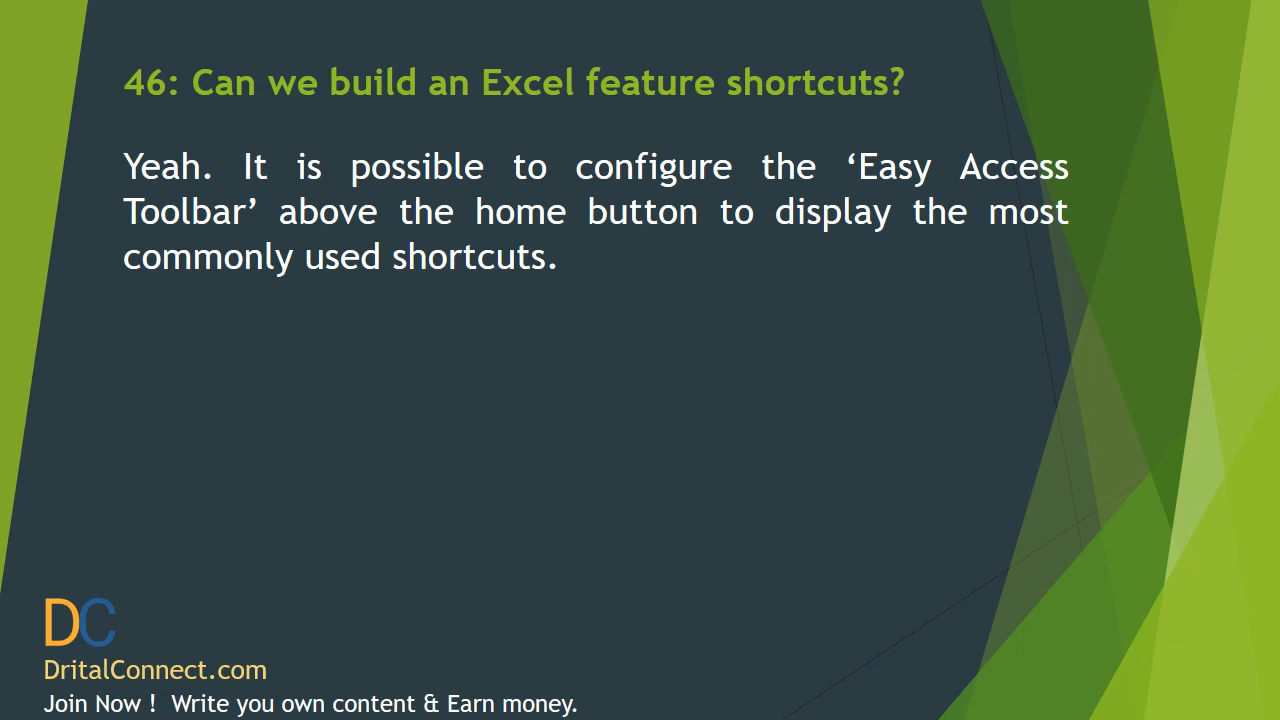 46: Can we build an Excel feature shortcuts?
Yeah. It is possible to configure the ‘Easy Access
Toolbar’ above the home button to display the most
commonly used shortcuts.
DC
DritalConnect.com
Join Now ! Write you own content & Earn money.